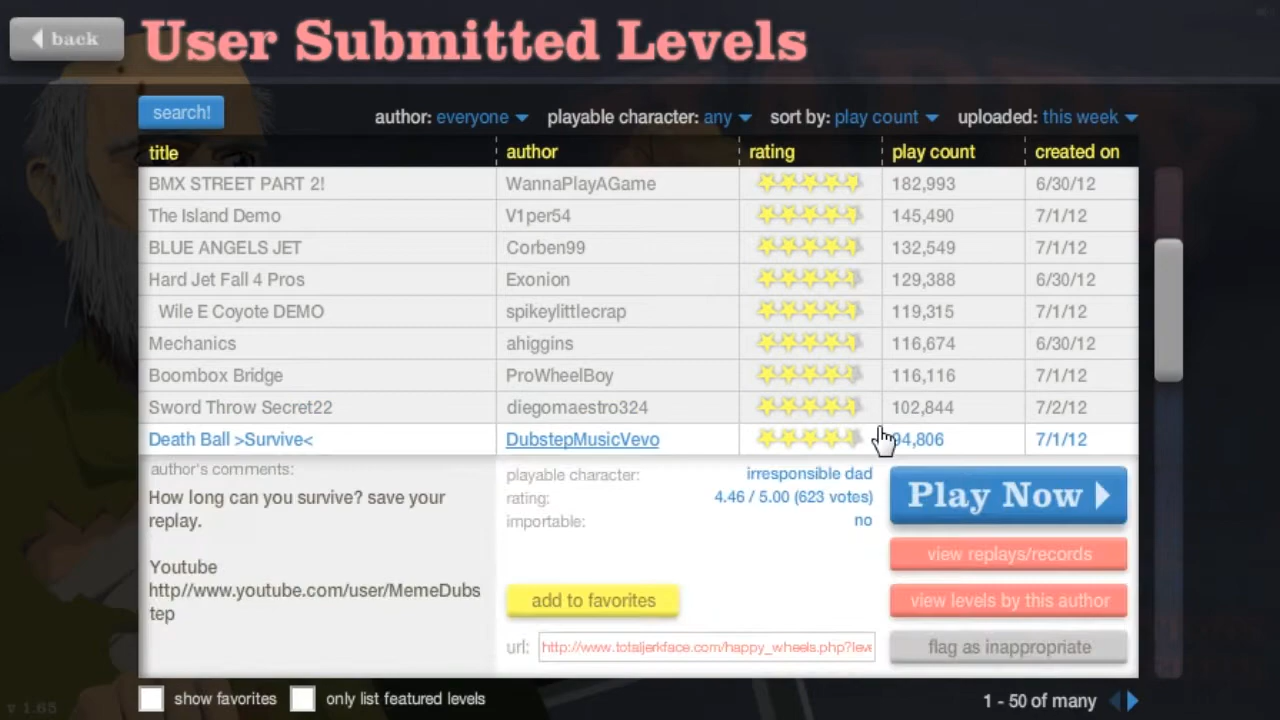 back
User Submitted Levels
search!
author: everyone playable character: any sort by: play count uploaded: this week
title author rating play count created on
BMX STREET PART 2! WannaPlayAGame 182,993 6/30/12
The Island Demo V1per54 145,490 7/1/12
BLUE ANGELS JET Corben99 132,549 7/1/12
Hard Jet Fall 4 Pros Exonion 129,388 6/30/12
Wile E Coyote DEMO spikeylittlecrap 119,315 7/1/12
Mechanics ahiggins 116,674 6/30/12
Boombox Bridge ProWheelBoy 116,116 7/1/12
Sword Throw Secret22 diegomaestro324 102,844 7/2/12
Death Ball >Survive< DubstepMusicVevo 94,806 7/1/12
author's comments:
How long can you survive? save your
replay.
Youtube
http//www.youtube.com/user/MemeDubs
tep
playable character: irresponsible dad
rating: 4.46 / 5.00 (623 votes)
importable: no
add to favorites
url: http://www.totaljerkface.com/happy_wheels.php?leve
Play Now
view replays/records
view levels by this author
flag as inappropriate
show favorites only list featured levels 1 - 50 of many
v 1.65